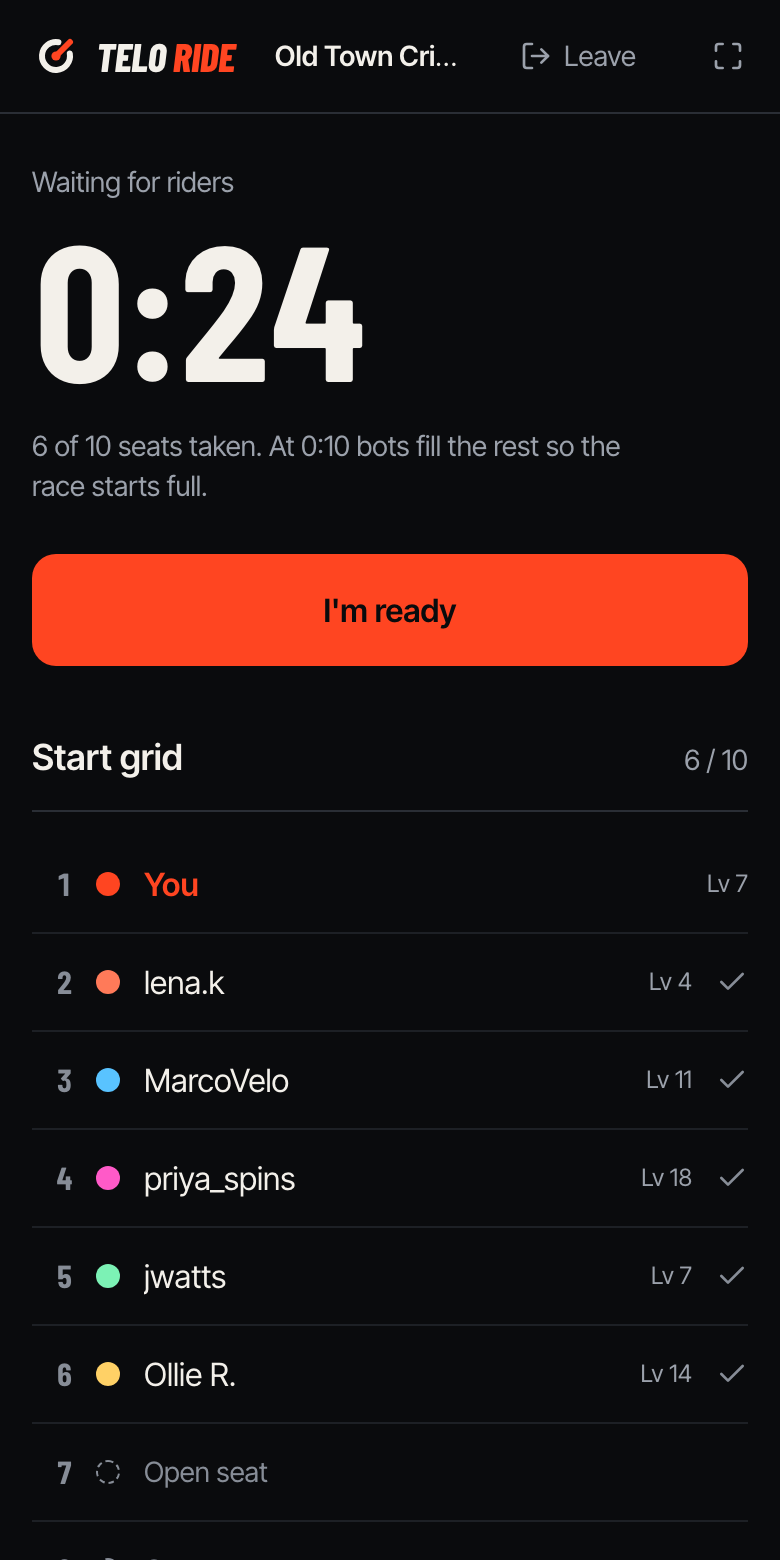 TELO RIDE
Old Town Cri...
Leave
Waiting for riders
0:24
6 of 10 seats taken. At 0:10 bots fill the rest so the
race starts full.
I'm ready
Start grid
6 / 10
1 You Lv 7
2 lena.k Lv 4
3 MarcoVelo Lv 11
4 priya_spins Lv 18
5 jwatts Lv 7
6 Ollie R. Lv 14
7 Open seat